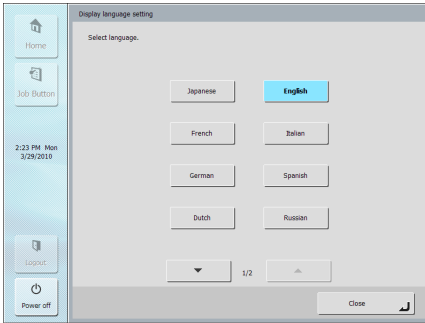 Display language setting
Select language.
Home
Job Button
2:23 PM Mon
3/29/2010
Logout
Power off
Japanese
English
French
Italian
German
Spanish
Dutch
Russian
1/2
Close